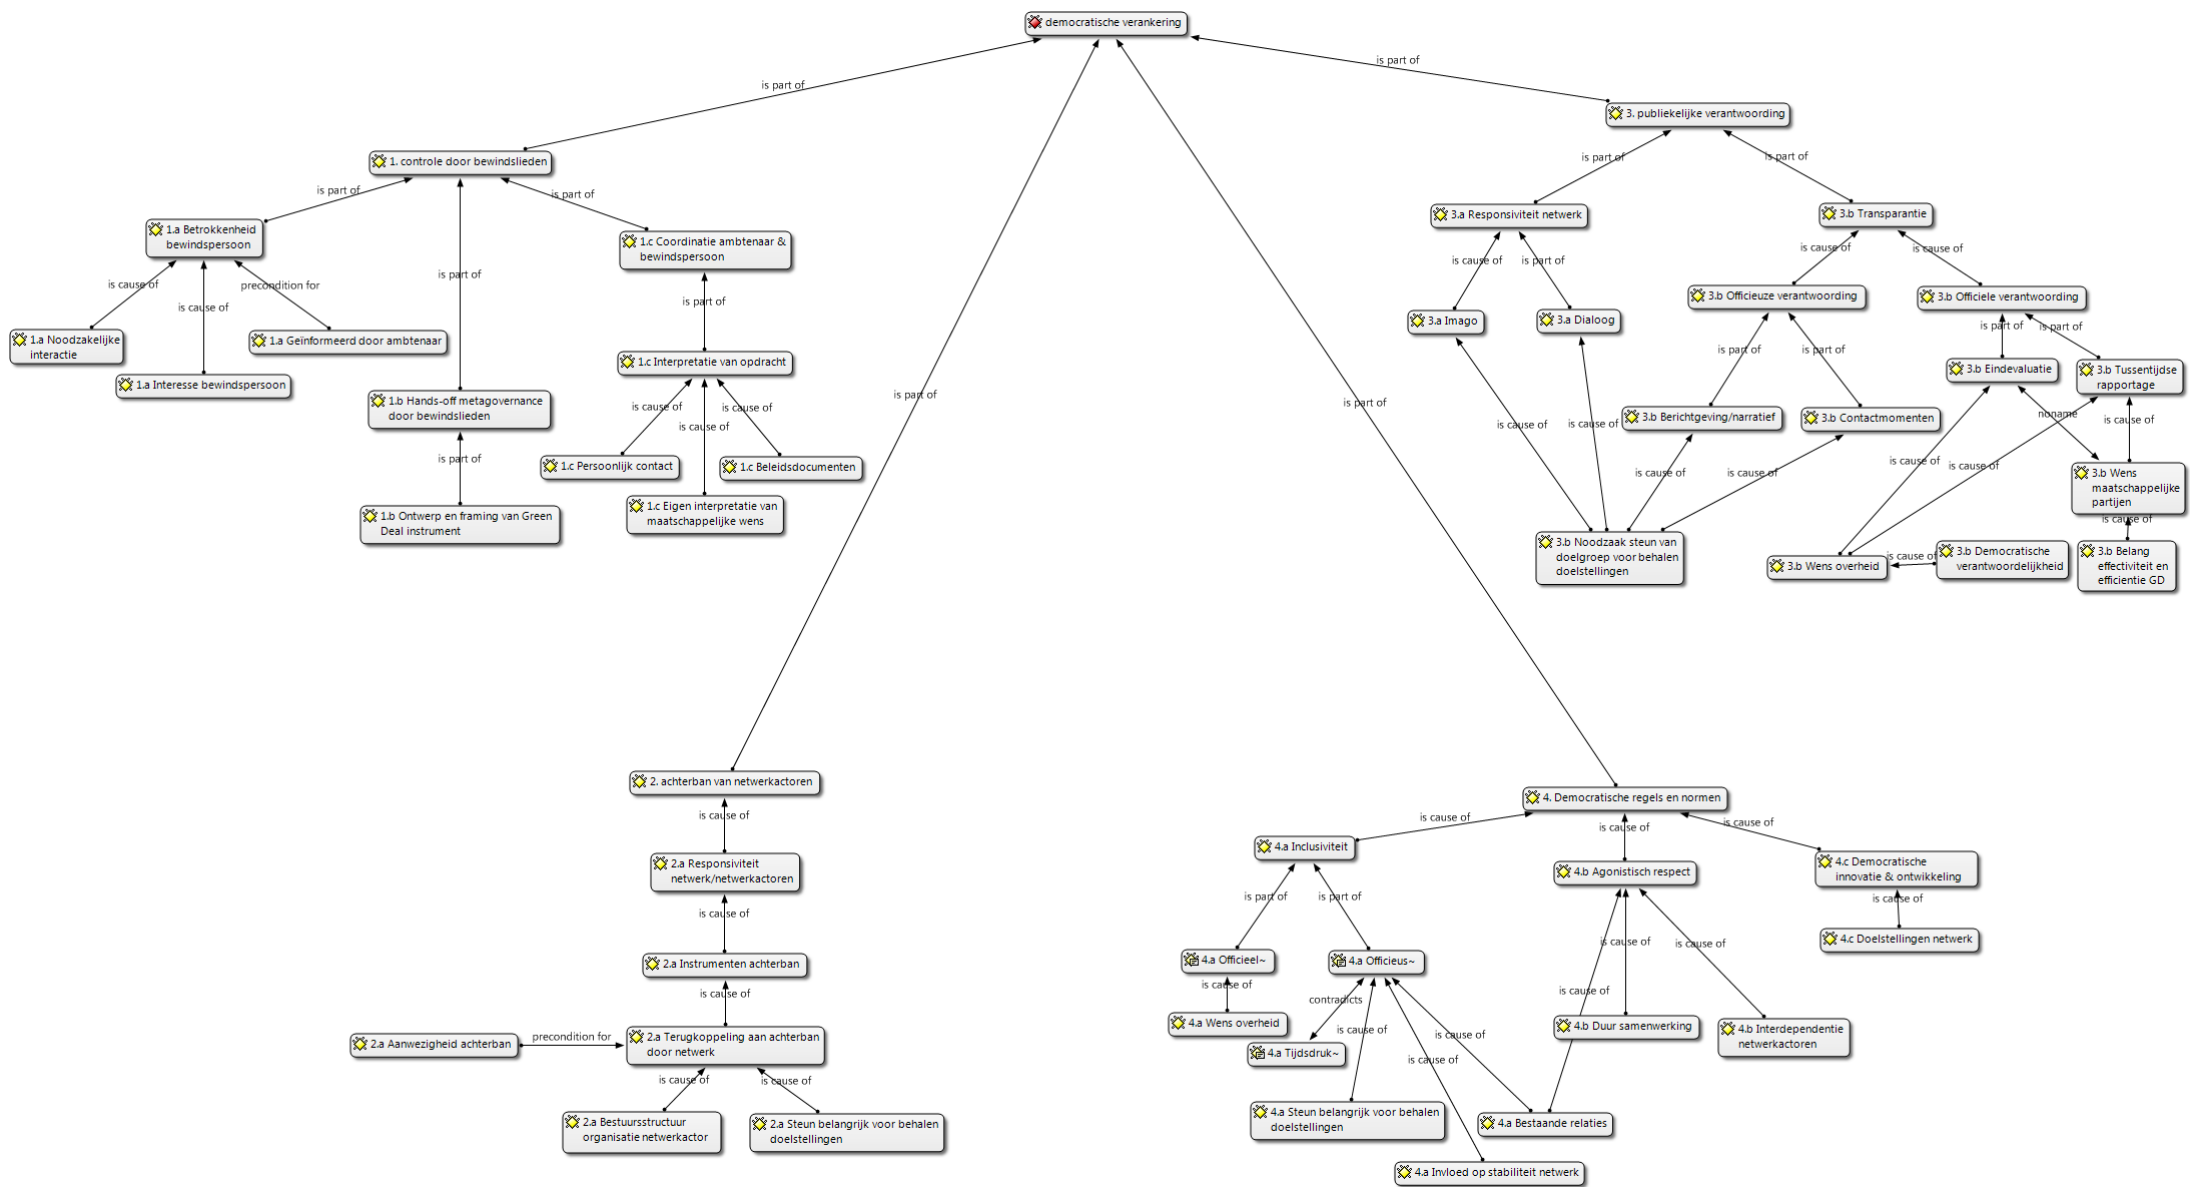 democratische verankering
is part of
is part of
3. publiekelijke verantwoording
1. controle door bewindslieden
is part of
is part of
is part of
is part of
1.a Betrokkenheid
bewindspersoon
1.c Coordinatie ambtenaar &
bewindspersoon
3.a Responsiviteit netwerk
3.b Transparantie
is cause of
is cause of
precondition for
is part of
is part of
is cause of
is part of
is cause of
is cause of
1.a Noodzakelijke
interactie
1.a Geïnformeerd door ambtenaar
1.a Interesse bewindspersoon
1.c Interpretatie van opdracht
3.a Imago
3.a Dialoog
3.b Officieuze verantwoording
3.b Officiele verantwoording
is part of
is part of
is part of
is part of
3.b Eindevaluatie
3.b Tussentijdse
rapportage
1.b Hands-off metagovernance
door bewindslieden
is cause of
is cause of
is cause of
is part of
is part of
3.b Berichtgeving/narratief
3.b Contactmomenten
noname
is cause of
is cause of
is cause of
is part of
1.c Persoonlijk contact
1.c Beleidsdocumenten
is cause of
is cause of
is cause of
is cause of
3.b Wens
maatschappelijke
partijen
1.b Ontwerp en framing van Green
Deal instrument
1.c Eigen interpretatie van
maatschappelijke wens
is cause of
3.b Noodzaak steun van
doelgroep voor behalen
doelstellingen
3.b Wens overheid
is cause of
3.b Democratische
verantwoordelijkheid
3.b Belang
effectiviteit en
efficientie GD
2. achterban van netwerkactoren
4. Democratische regels en normen
is cause of
is cause of
is cause of
is cause of
2.a Responsiviteit
netwerk/netwerkactoren
4.a Inclusiviteit
4.b Agonistisch respect
4.c Democratische
innovatie & ontwikkeling
is cause of
is part of
is part of
is cause of
2.a Instrumenten achterban
4.a Officieel~
4.a Officieus~
is cause of
is cause of
4.c Doelstellingen netwerk
is cause of
is cause of
contradicts
is cause of
2.a Aanwezigheid achterban
precondition for
2.a Terugkoppeling aan achterban
door netwerk
4.a Wens overheid
is cause of
is cause of
4.b Duur samenwerking
4.b Interdependentie
netwerkactoren
4.a Tijdsdruk~
is cause of
is cause of
is cause of
2.a Bestuursstructuur
organisatie netwerkactor
2.a Steun belangrijk voor behalen
doelstellingen
4.a Steun belangrijk voor behalen
doelstellingen
4.a Bestaande relaties
4.a Invloed op stabiliteit netwerk